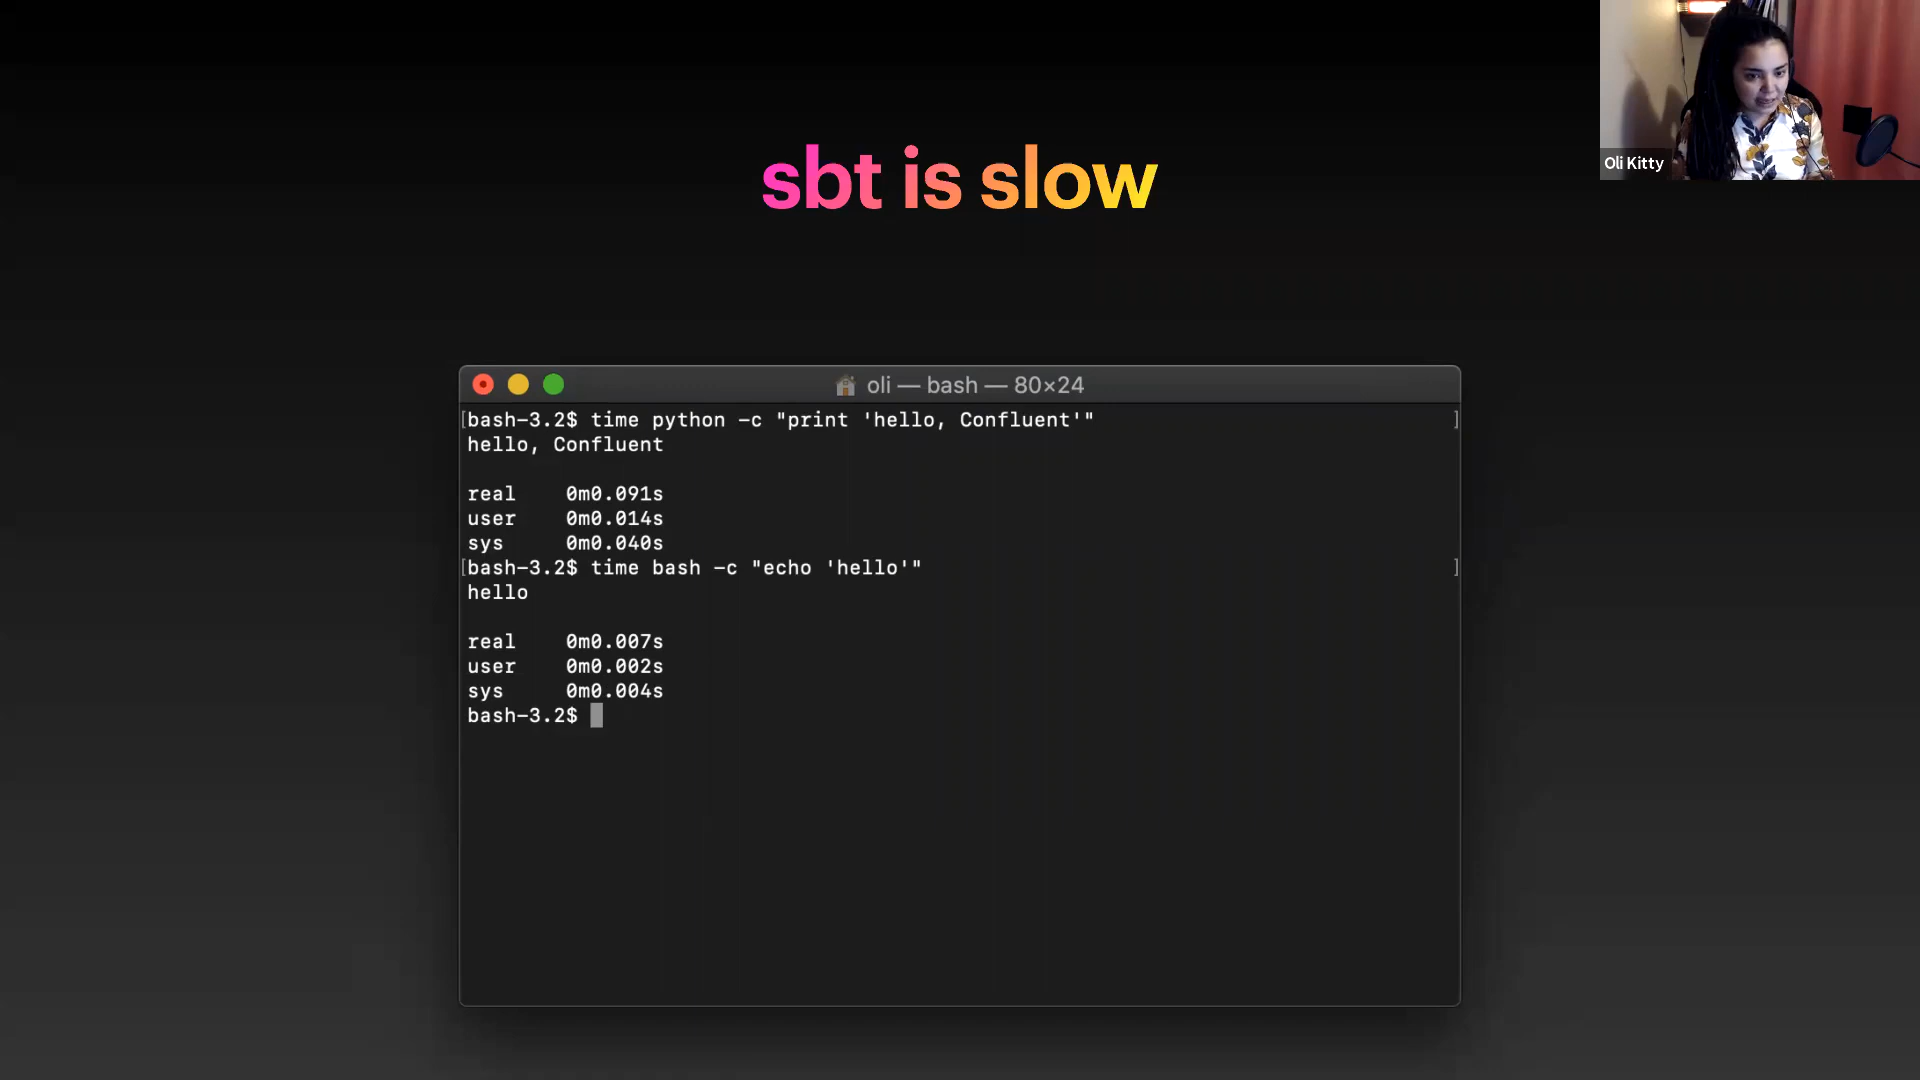 sbt is slow
Oli Kitty
oli — bash — 80×24
[bash-3.2$ time python -c "print 'hello, Confluent'" ]
hello, Confluent
real 0m0.091s
user 0m0.014s
sys 0m0.040s
[bash-3.2$ time bash -c "echo 'hello'" ]
hello
real 0m0.007s
user 0m0.002s
sys 0m0.004s
bash-3.2$